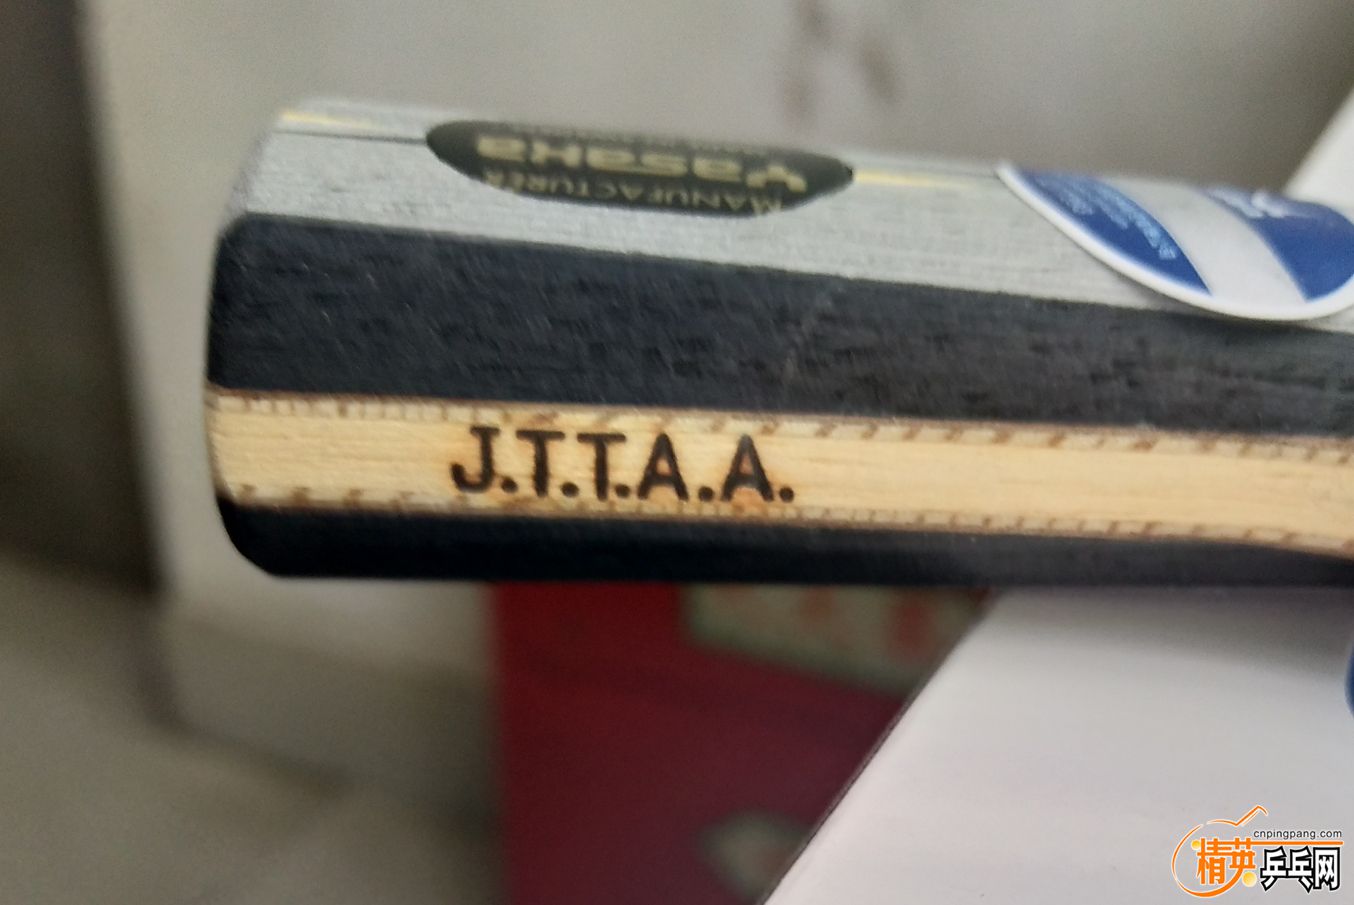 MANUFACTURER
Yasaka
J.T.T.A.A.
cnpingpang.com
精英乒乓网